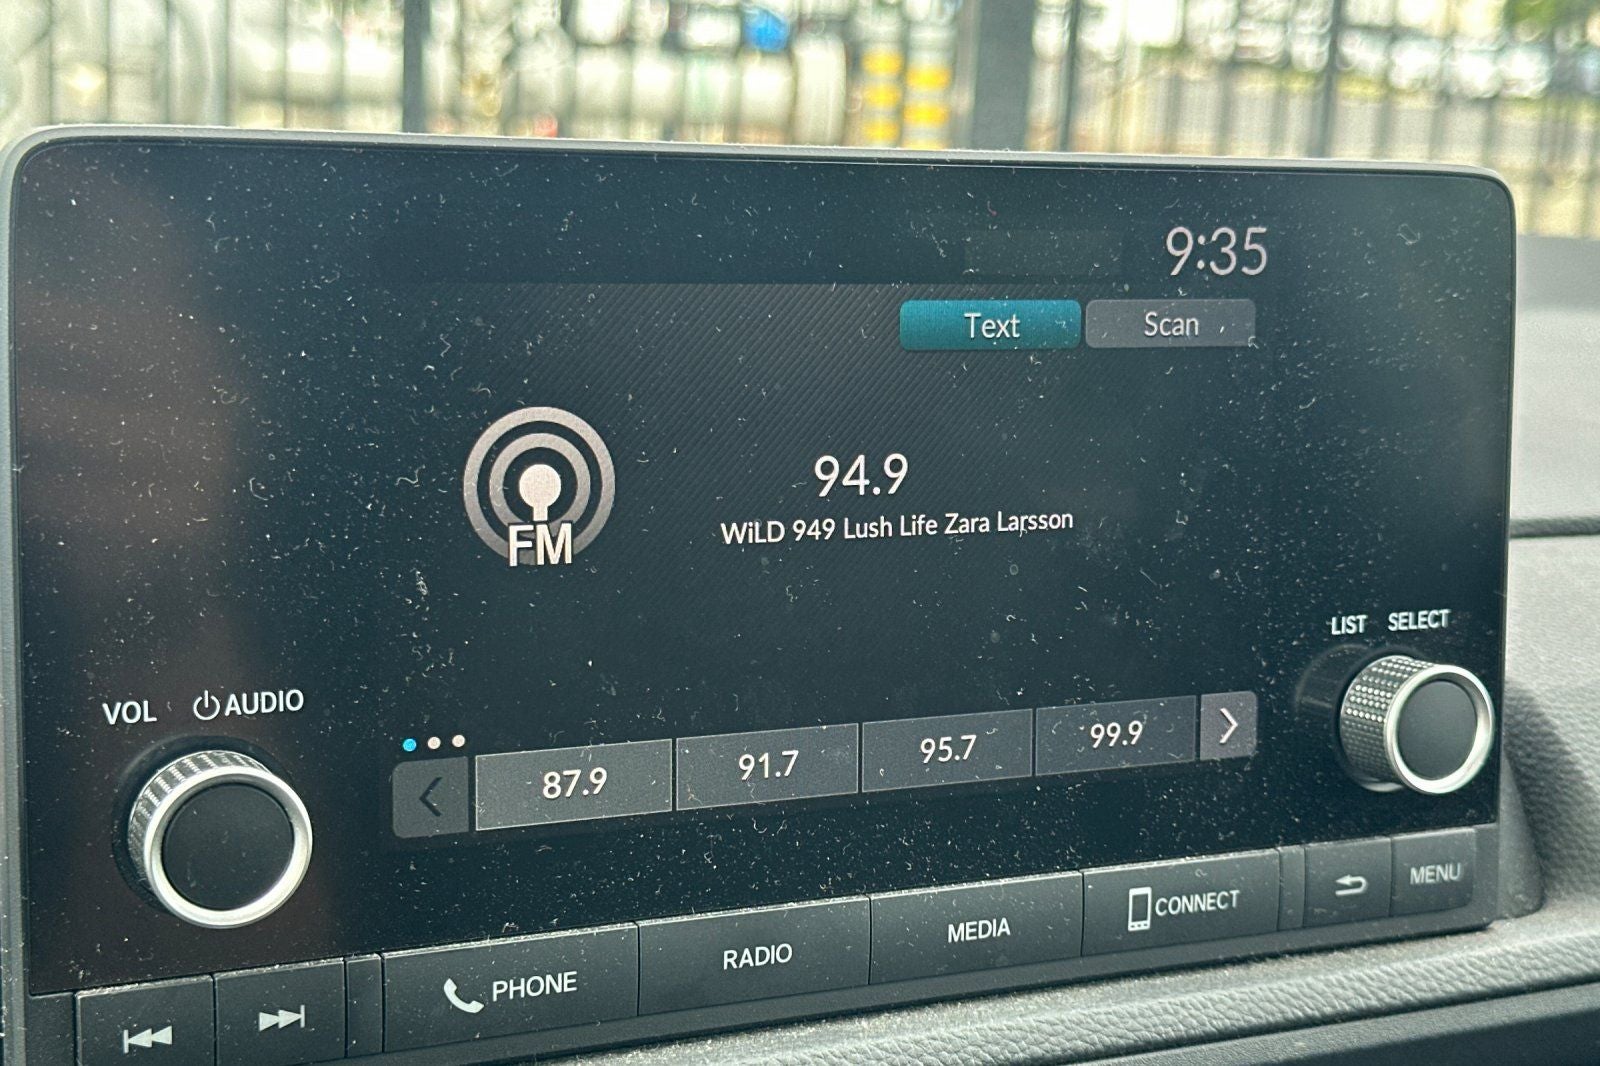 9:35
Text Scan
94.9
FM
WiLD 949 Lush Life Zara Larsson
LIST SELECT
VOL AUDIO
87.9 91.7 95.7 99.9
PHONE RADIO MEDIA CONNECT MENU